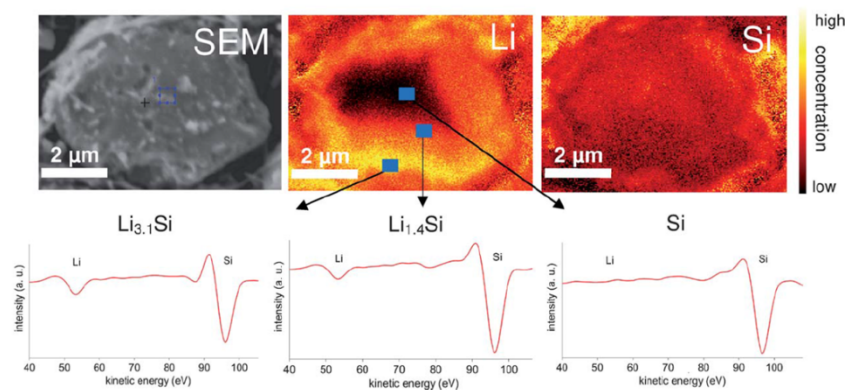 SEM
2 µm
Li
2 µm
Si
2 µm
high
concentration
low
Li3.1Si
Li1.4Si
Si
intensity (a. u.)
Li
Si
40 50 60 70 80 90 100
kinetic energy (eV)
intensity (a. u.)
Li
Si
40 50 60 70 80 90 100
kinetic energy (eV)
intensity (a. u.)
Li
Si
40 50 60 70 80 90 100
kinetic energy (eV)